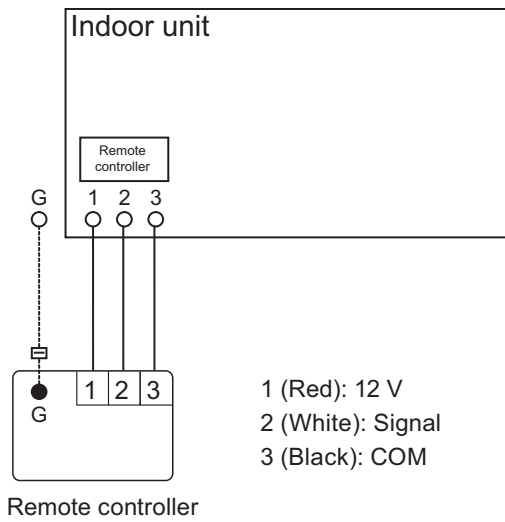 Indoor unit
Remote
controller
G 1 2 3
1 2 3
G
1 (Red): 12 V
2 (White): Signal
3 (Black): COM
Remote controller